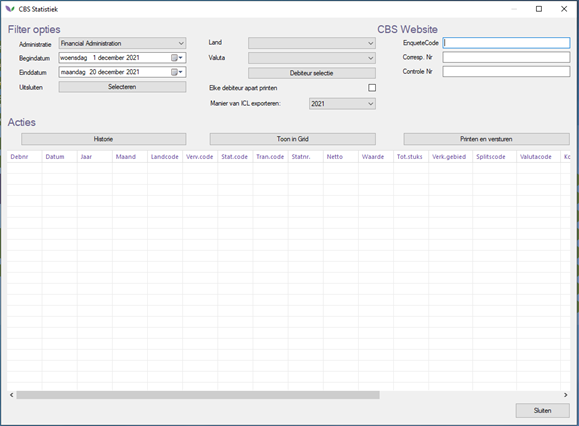 CBS Statistiek
Filter opties
CBS Website
Administratie Financial Administration
Begindatum woensdag 1 december 2021
Einddatum maandag 20 december 2021
Uitsluiten Selecteren
Land
Valuta
Debiteur selectie
Elke debiteur apart printen
Manier van ICL exporteren: 2021
EnqueteCode
Corresp. Nr
Controle Nr
Acties
Historie Toon in Grid Printen en versturen
Debnr Datum Jaar Maand Landcode Verv.code Stat.code Tran.code Statnr. Netto Waarde Tot.stuks Verk.gebied Splitscode Valutacode Kc
Sluiten